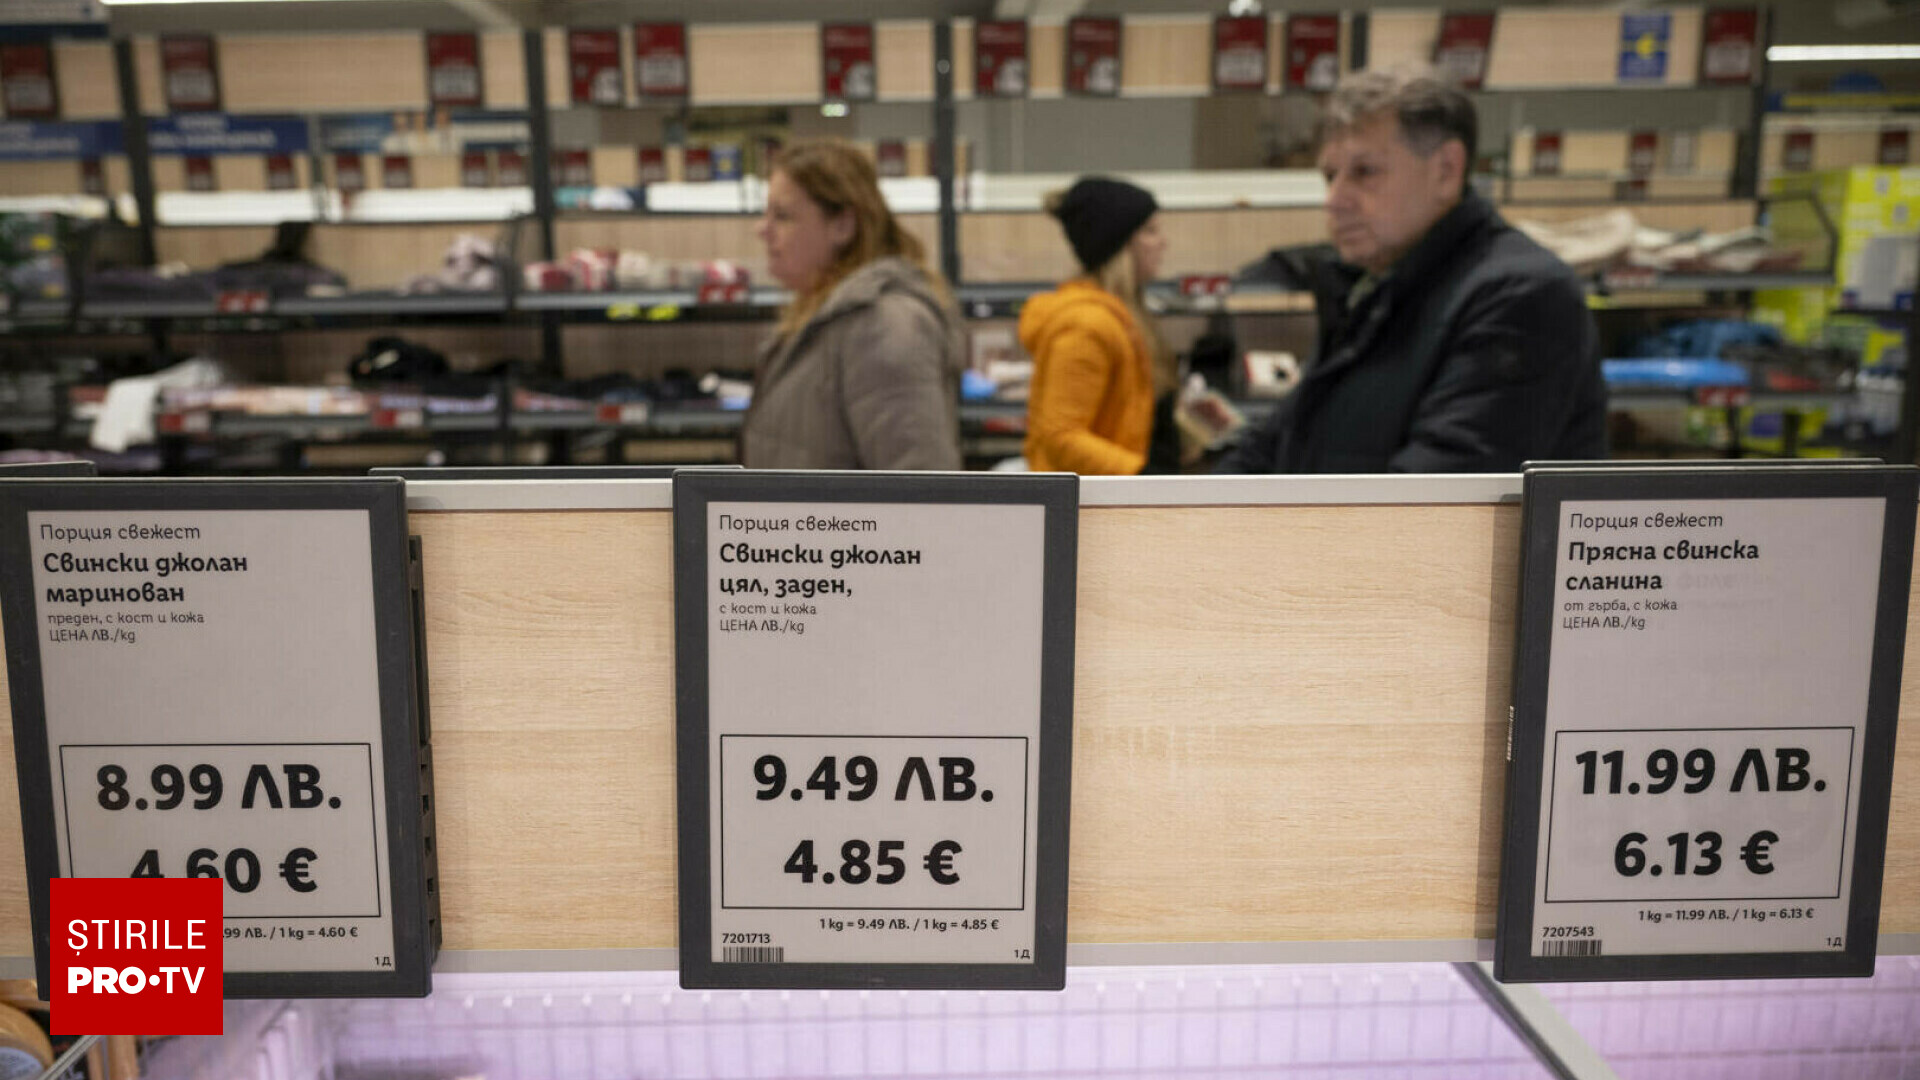 Порция свежест
Свински джолан
маринован
преден, с кост и кожа
ЦЕНА ЛВ./kg
8.99 ЛВ.
4.60 €
.99 ЛВ. / 1 kg = 4.60 €
1Д
Порция свежест
Свински джолан
цял, заден,
с кост и кожа
ЦЕНА ЛВ./kg
9.49 ЛВ.
4.85 €
1 kg = 9.49 ЛВ. / 1 kg = 4.85 €
7201713
1Д
Порция свежест
Прясна свинска
сланина
от гърба, с кожа
ЦЕНА ЛВ./kg
11.99 ЛВ.
6.13 €
1 kg = 11.99 ЛВ. / 1 kg = 6.13 €
7207543
1Д
ȘTIRILE
PRO•TV